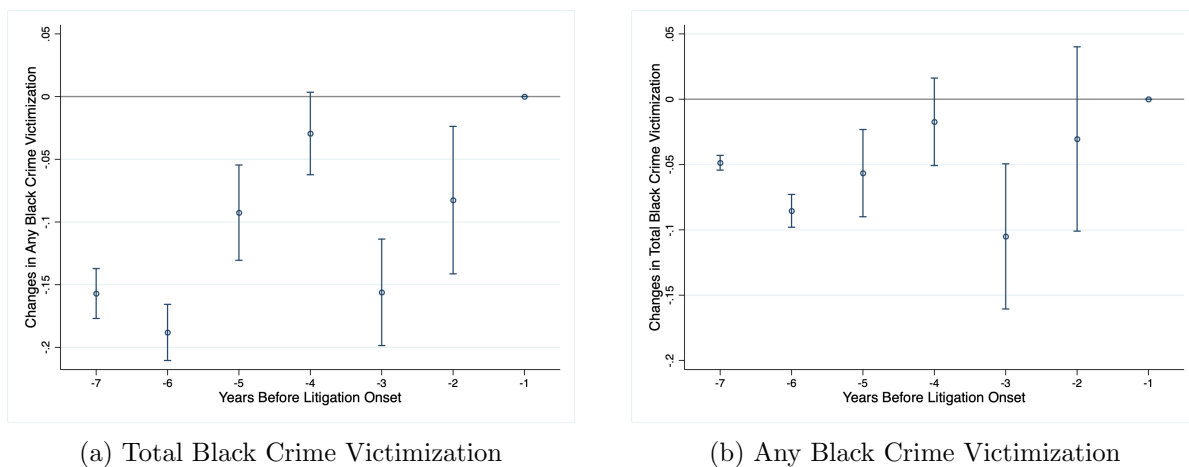 Changes in Any Black Crime Victimization
.05
0
-.05
-.1
-.15
-.2
-7 -6 -5 -4 -3 -2 -1
Years Before Litigation Onset
(a) Total Black Crime Victimization
Changes in Total Black Crime Victimization
.05
0
-.05
-.1
-.15
-.2
-7 -6 -5 -4 -3 -2 -1
Years Before Litigation Onset
(b) Any Black Crime Victimization